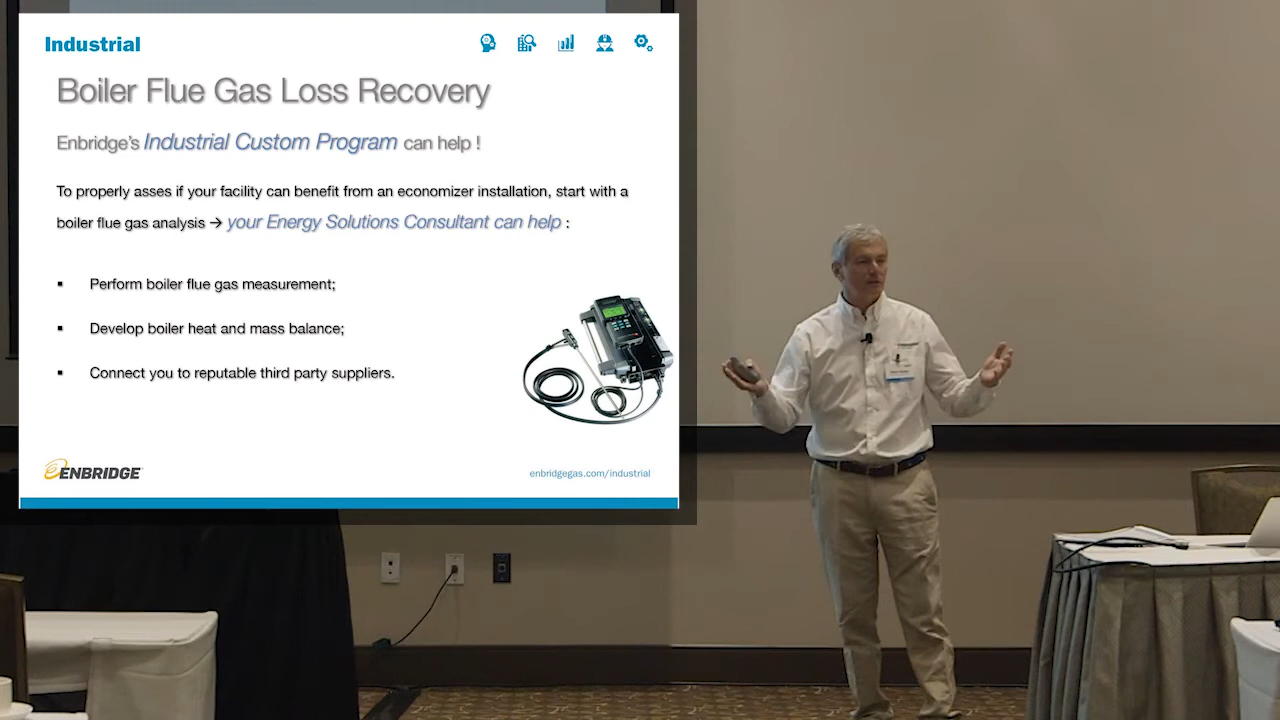 Industrial
Boiler Flue Gas Loss Recovery
Enbridge's Industrial Custom Program can help !
To properly asses if your facility can benefit from an economizer installation, start with a
boiler flue gas analysis → your Energy Solutions Consultant can help :
▪ Perform boiler flue gas measurement;
▪ Develop boiler heat and mass balance;
▪ Connect you to reputable third party suppliers.
ENBRIDGE
enbridgegas.com/industrial